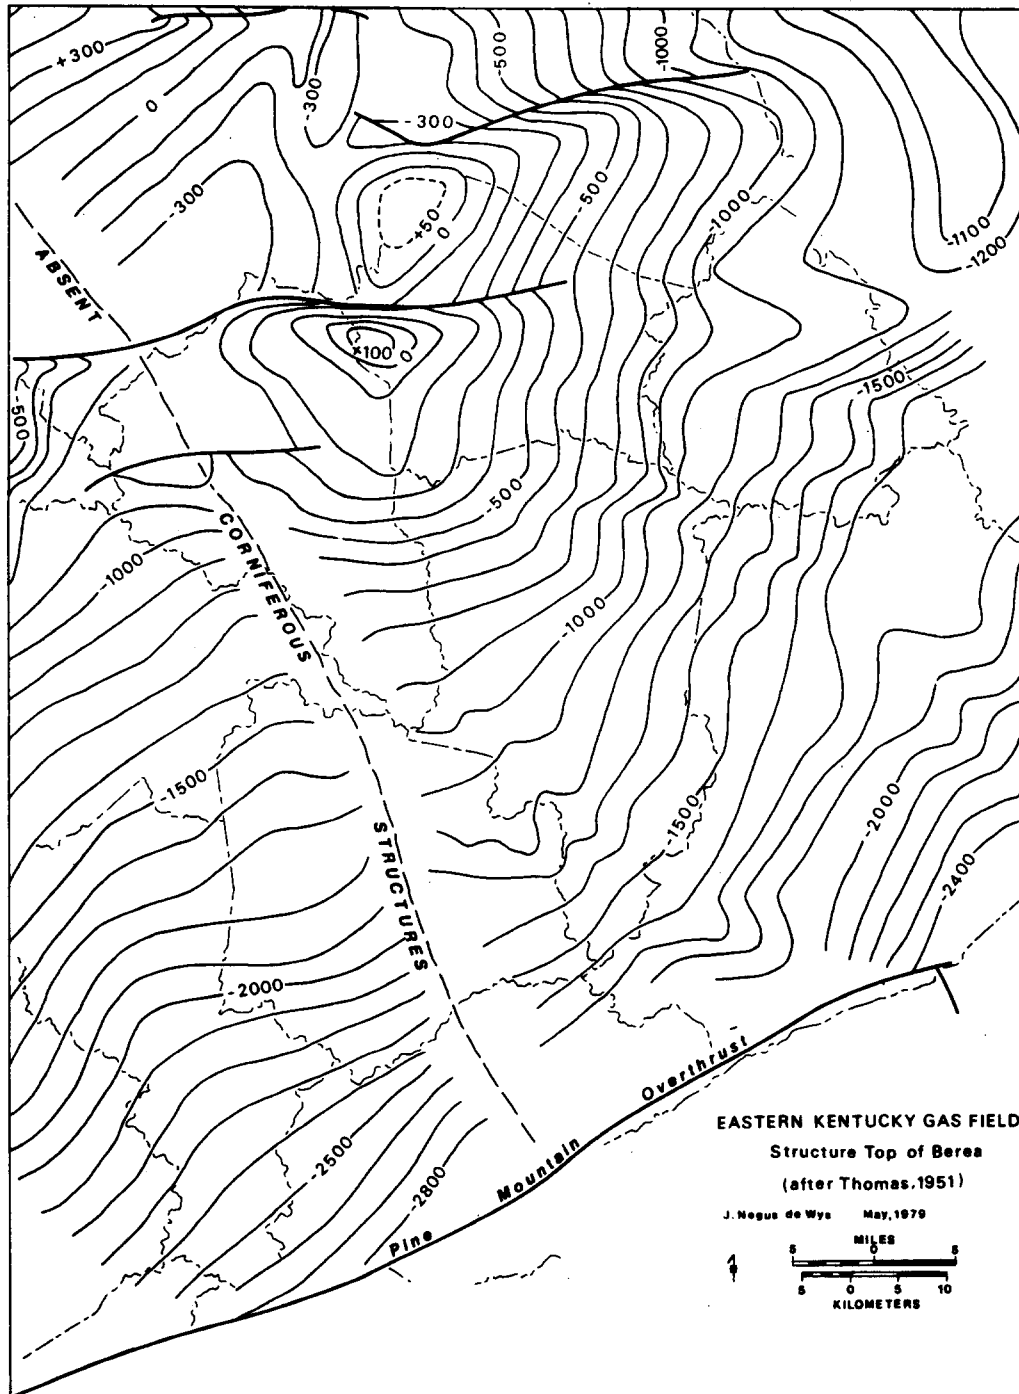 +300
0
-300
-300
-500
-1000
-300
-300
-500
-1000
-1100
-1200
+50
0
ABSENT
+100
0
-500
-1500
-500
CORNIFEROUS
-1000
-1000
-1500
-1500
-2000
STRUCTURES
-2400
-2000
-2500
-2800
Pine Mountain Overthrust
EASTERN KENTUCKY GAS FIELD
Structure Top of Berea
(after Thomas, 1951)
J. Negus de Wys May, 1979
MILES
5 0 5
5 0 5 10
KILOMETERS